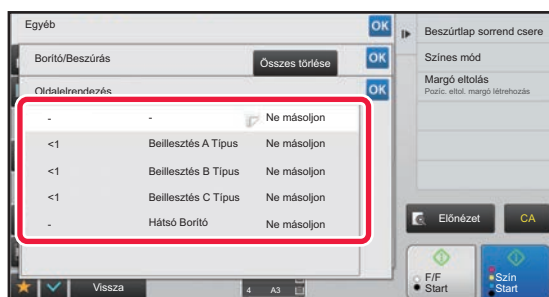 Egyéb
OK
Borító/Beszúrás
Összes törlése
OK
Oldalelrendezés
OK
- - Ne másoljon
<1 Beillesztés A Típus Ne másoljon
<1 Beillesztés B Típus Ne másoljon
<1 Beillesztés C Típus Ne másoljon
- Hátsó Borító Ne másoljon
Vissza
4 A3
Beszúrtlap sorrend csere
Színes mód
Margó eltolás
Pozic. eltol. margó létrehozás
Előnézet
CA
F/F
Start
Szín
Start